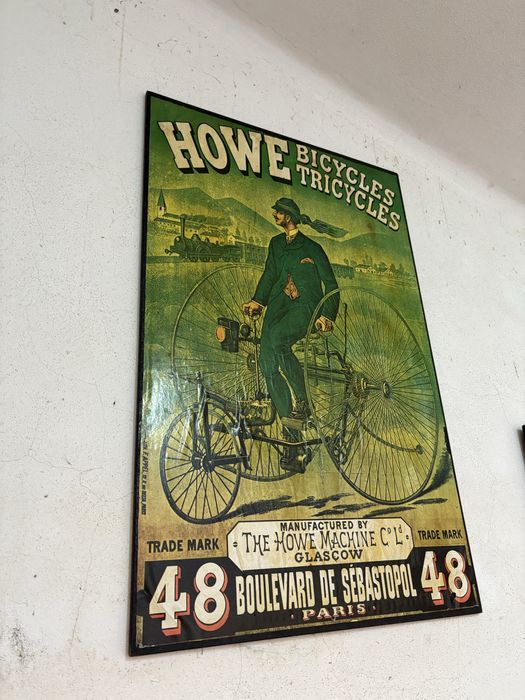 HOWE BICYCLES
TRICYCLES
MANUFACTURED BY
TRADE MARK THE HOWE MACHINE Cº Lᵈ TRADE MARK
GLASCOW
48 BOULEVARD DE SÉBASTOPOL 48
PARIS